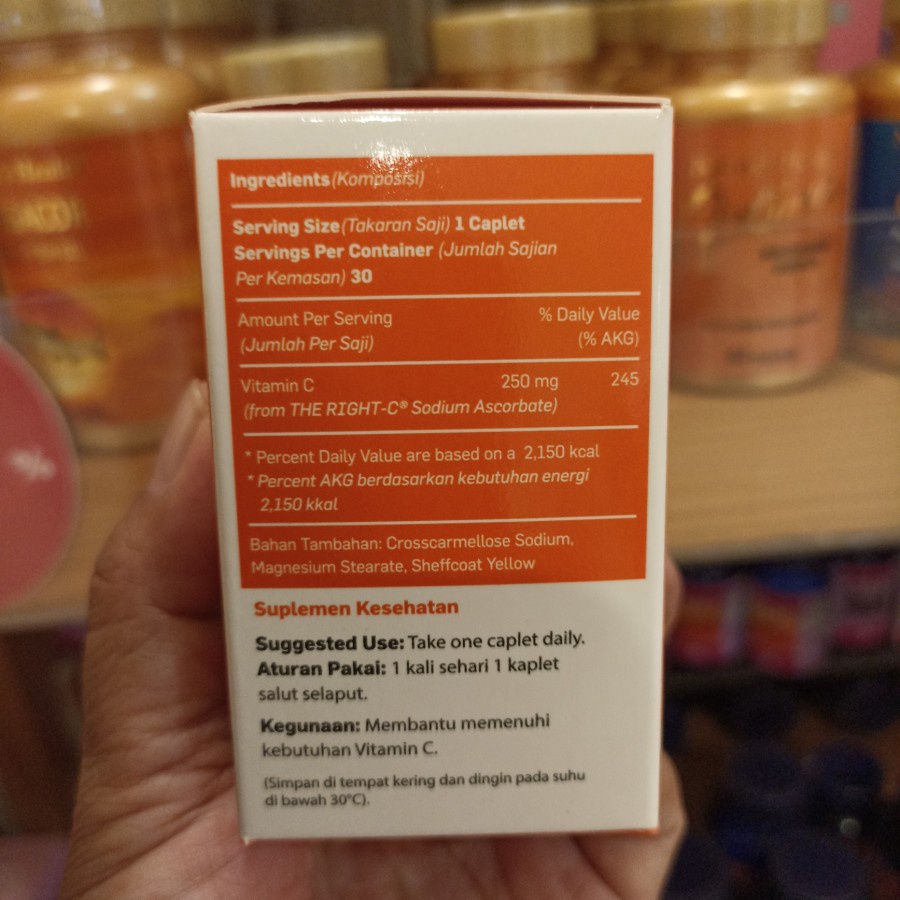 Ingredients (Komposisi)
Serving Size (Takaran Saji) 1 Caplet
Servings Per Container (Jumlah Sajian
Per Kemasan) 30
Amount Per Serving % Daily Value
(Jumlah Per Saji) (% AKG)
Vitamin C 250 mg 245
(from THE RIGHT-C® Sodium Ascorbate)
* Percent Daily Value are based on a 2,150 kcal
* Percent AKG berdasarkan kebutuhan energi
2,150 kkal
Bahan Tambahan: Crosscarmellose Sodium,
Magnesium Stearate, Sheffcoat Yellow
Suplemen Kesehatan
Suggested Use: Take one caplet daily.
Aturan Pakai: 1 kali sehari 1 kaplet
salut selaput.
Kegunaan: Membantu memenuhi
kebutuhan Vitamin C.
(Simpan di tempat kering dan dingin pada suhu
di bawah 30°C).
%